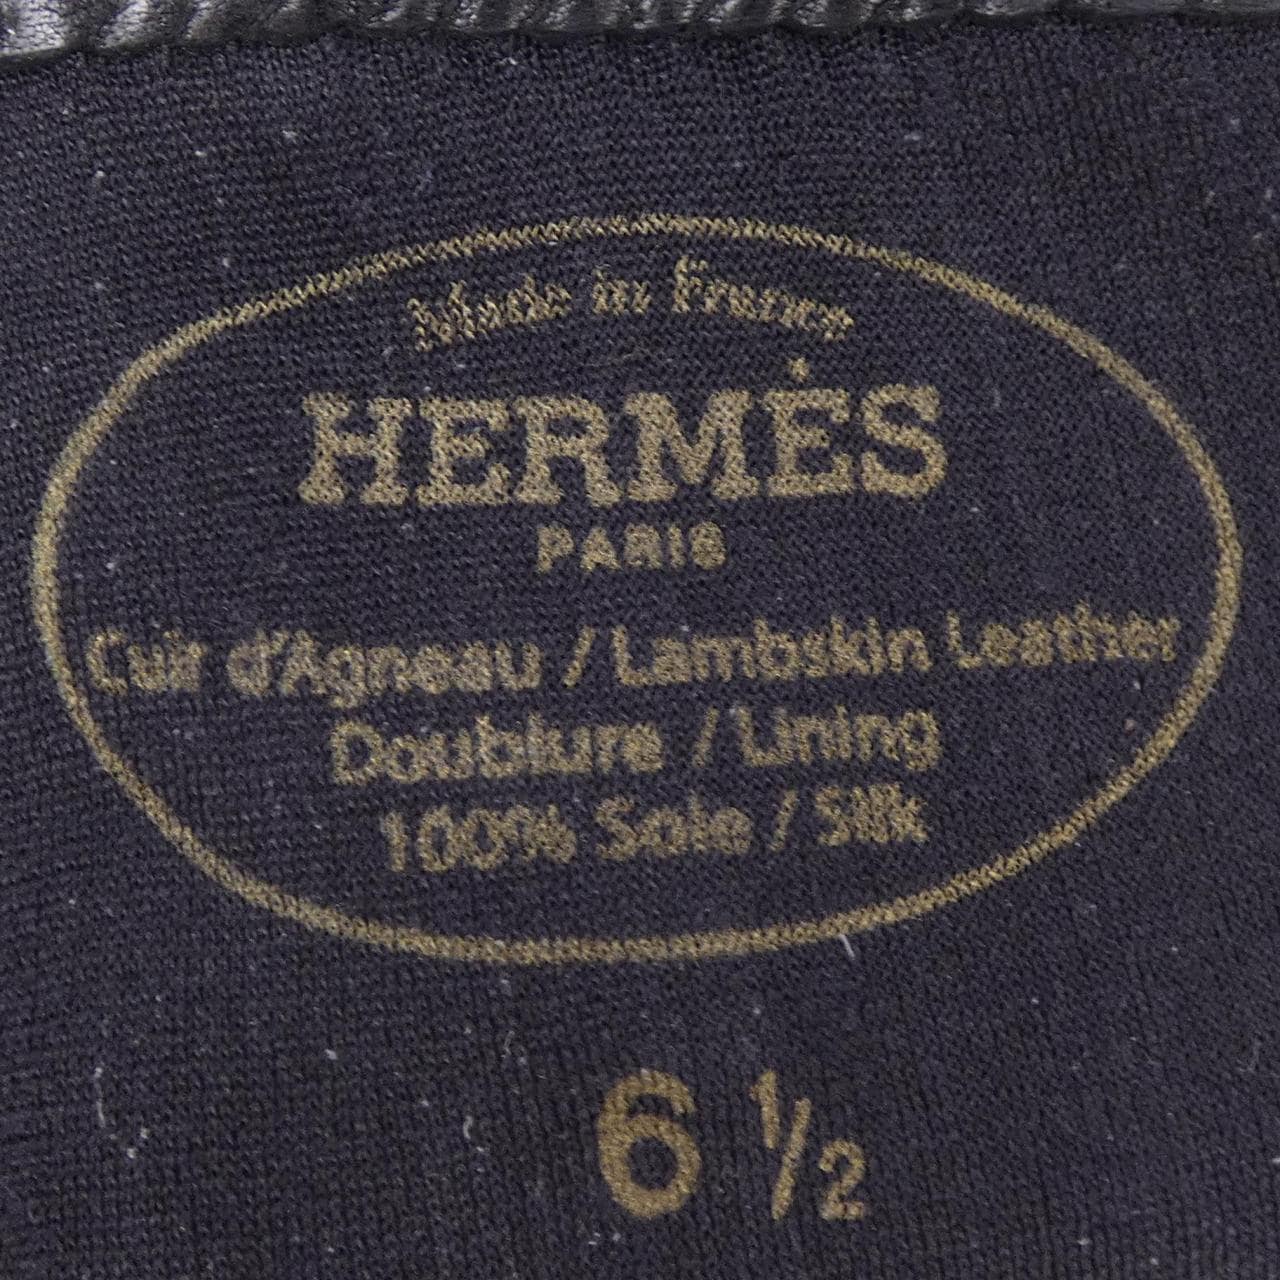 Made in France
HERMÈS
PARIS
Cuir d'Agneau / Lambskin Leather
Doublure / Lining
100% Soie / Silk
6 1/2